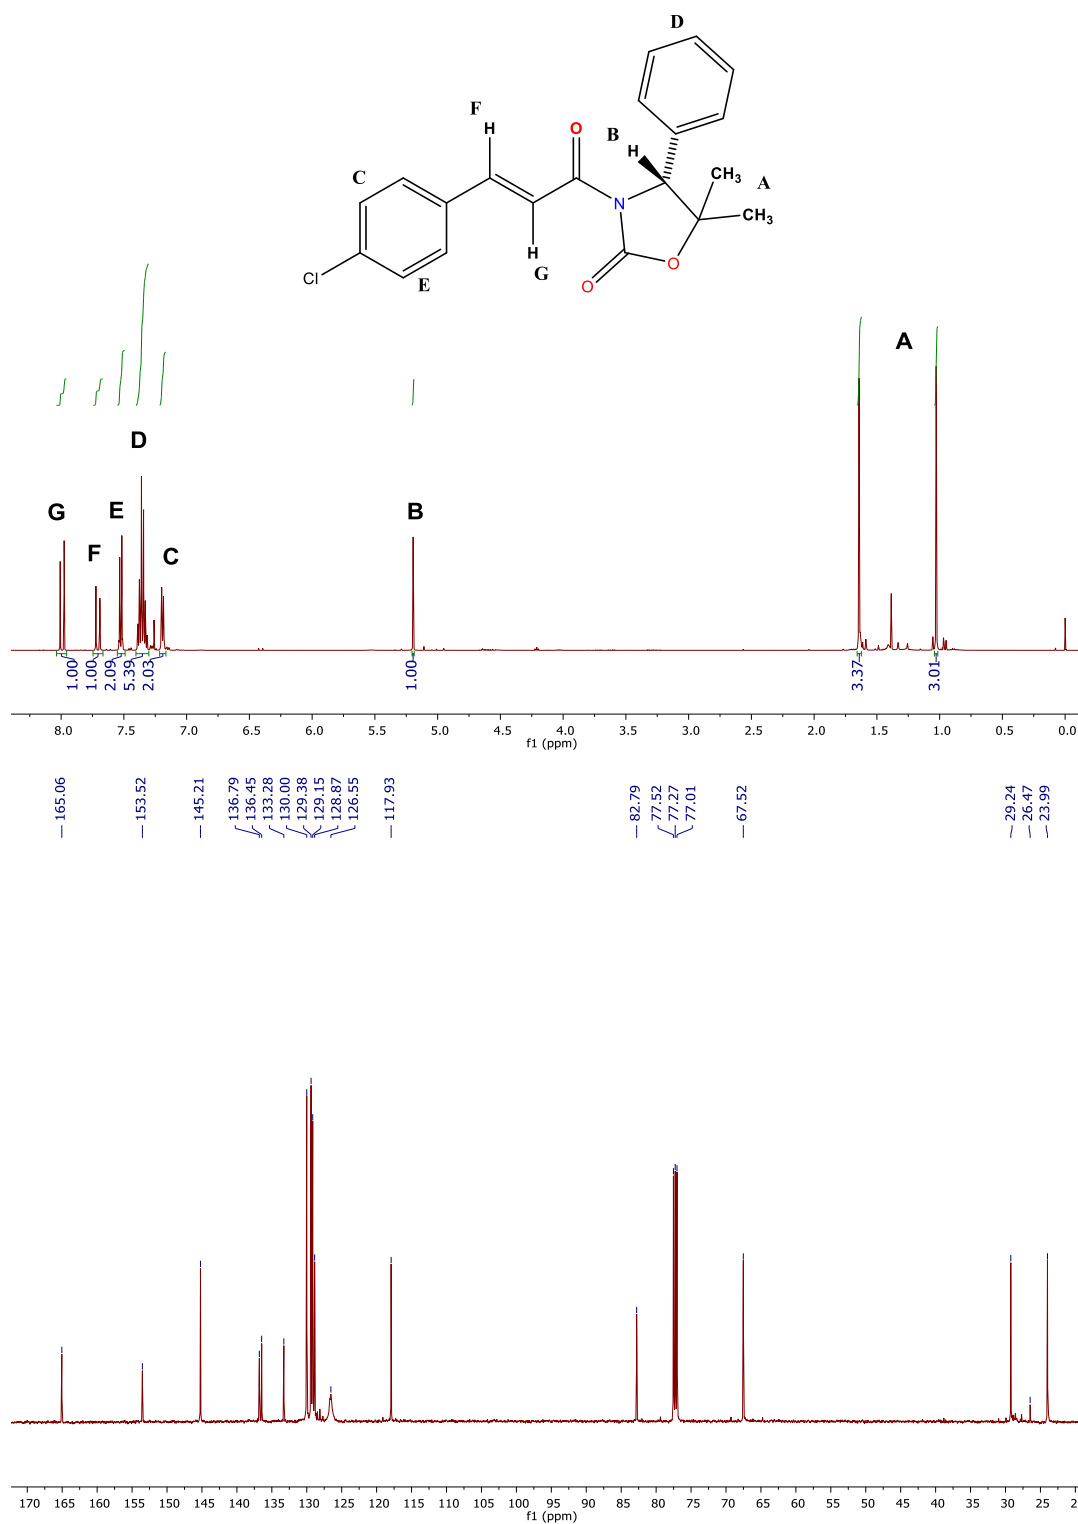 D
F
H
O
B
H
C
N
CH3
A
CH3
H
G
O
O
Cl
E
A
D
G
E
B
F
C
1.00
1.00
2.09
5.39
2.03
1.00
3.37
3.01
8.0 7.5 7.0 6.5 6.0 5.5 5.0 4.5 4.0 3.5 3.0 2.5 2.0 1.5 1.0 0.5 0.0
f1 (ppm)
165.06
153.52
145.21
136.79
136.45
133.28
130.00
129.38
129.15
128.87
126.55
117.93
82.79
77.52
77.27
77.01
67.52
29.24
26.47
23.99
170 165 160 155 150 145 140 135 130 125 120 115 110 105 100 95 90 85 80 75 70 65 60 55 50 45 40 35 30 25 20
f1 (ppm)